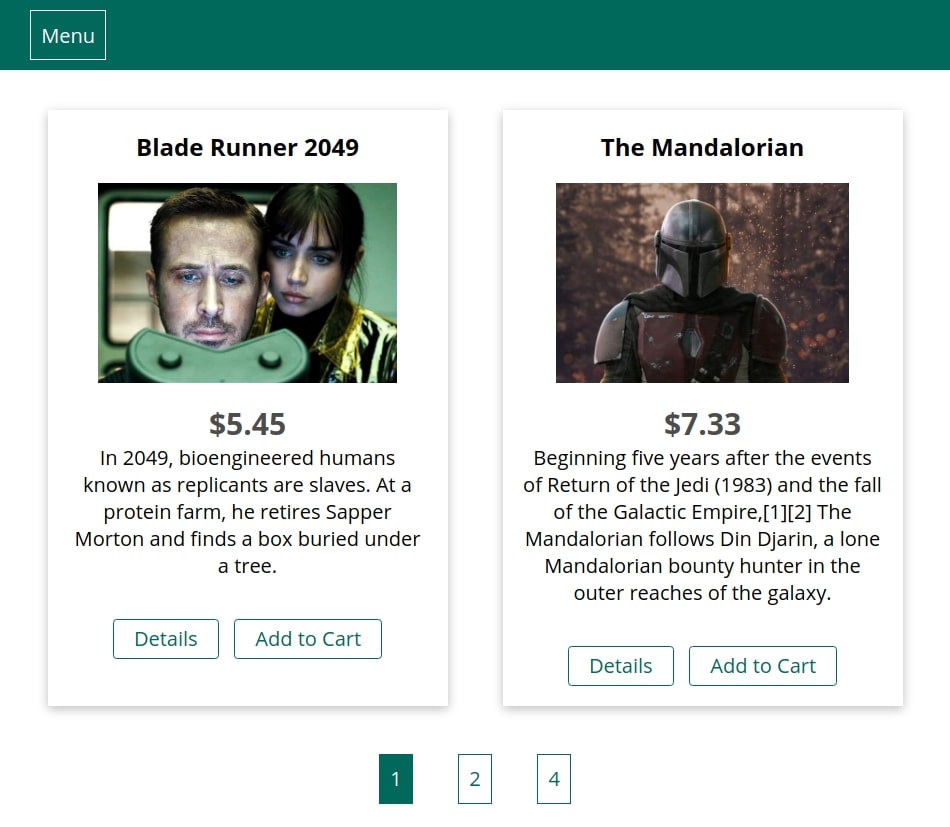 Menu
Blade Runner 2049
$5.45
In 2049, bioengineered humans
known as replicants are slaves. At a
protein farm, he retires Sapper
Morton and finds a box buried under
a tree.
Details
Add to Cart
The Mandalorian
$7.33
Beginning five years after the events
of Return of the Jedi (1983) and the fall
of the Galactic Empire,[1][2] The
Mandalorian follows Din Djarin, a lone
Mandalorian bounty hunter in the
outer reaches of the galaxy.
Details
Add to Cart
1
2
4